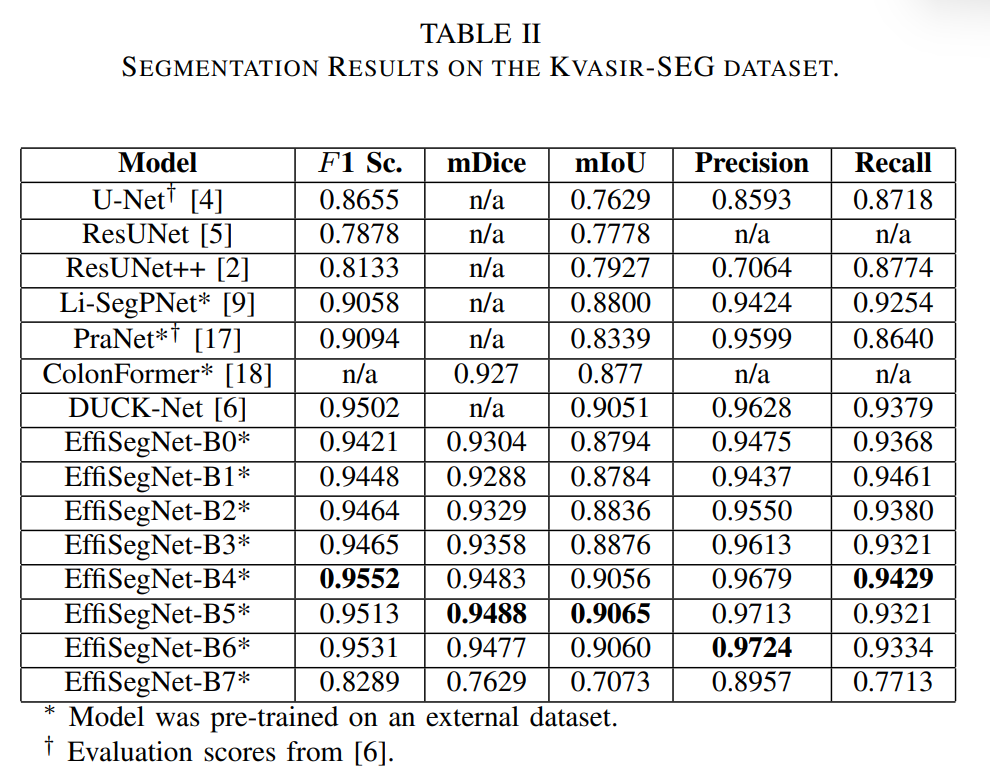 TABLE II
SEGMENTATION RESULTS ON THE KVASIR-SEG DATASET.
Model F1 Sc. mDice mIoU Precision Recall
U-Net† [4] 0.8655 n/a 0.7629 0.8593 0.8718
ResUNet [5] 0.7878 n/a 0.7778 n/a n/a
ResUNet++ [2] 0.8133 n/a 0.7927 0.7064 0.8774
Li-SegPNet* [9] 0.9058 n/a 0.8800 0.9424 0.9254
PraNet*† [17] 0.9094 n/a 0.8339 0.9599 0.8640
ColonFormer* [18] n/a 0.927 0.877 n/a n/a
DUCK-Net [6] 0.9502 n/a 0.9051 0.9628 0.9379
EffiSegNet-B0* 0.9421 0.9304 0.8794 0.9475 0.9368
EffiSegNet-B1* 0.9448 0.9288 0.8784 0.9437 0.9461
EffiSegNet-B2* 0.9464 0.9329 0.8836 0.9550 0.9380
EffiSegNet-B3* 0.9465 0.9358 0.8876 0.9613 0.9321
EffiSegNet-B4* 0.9552 0.9483 0.9056 0.9679 0.9429
EffiSegNet-B5* 0.9513 0.9488 0.9065 0.9713 0.9321
EffiSegNet-B6* 0.9531 0.9477 0.9060 0.9724 0.9334
EffiSegNet-B7* 0.8289 0.7629 0.7073 0.8957 0.7713
* Model was pre-trained on an external dataset.
† Evaluation scores from [6].